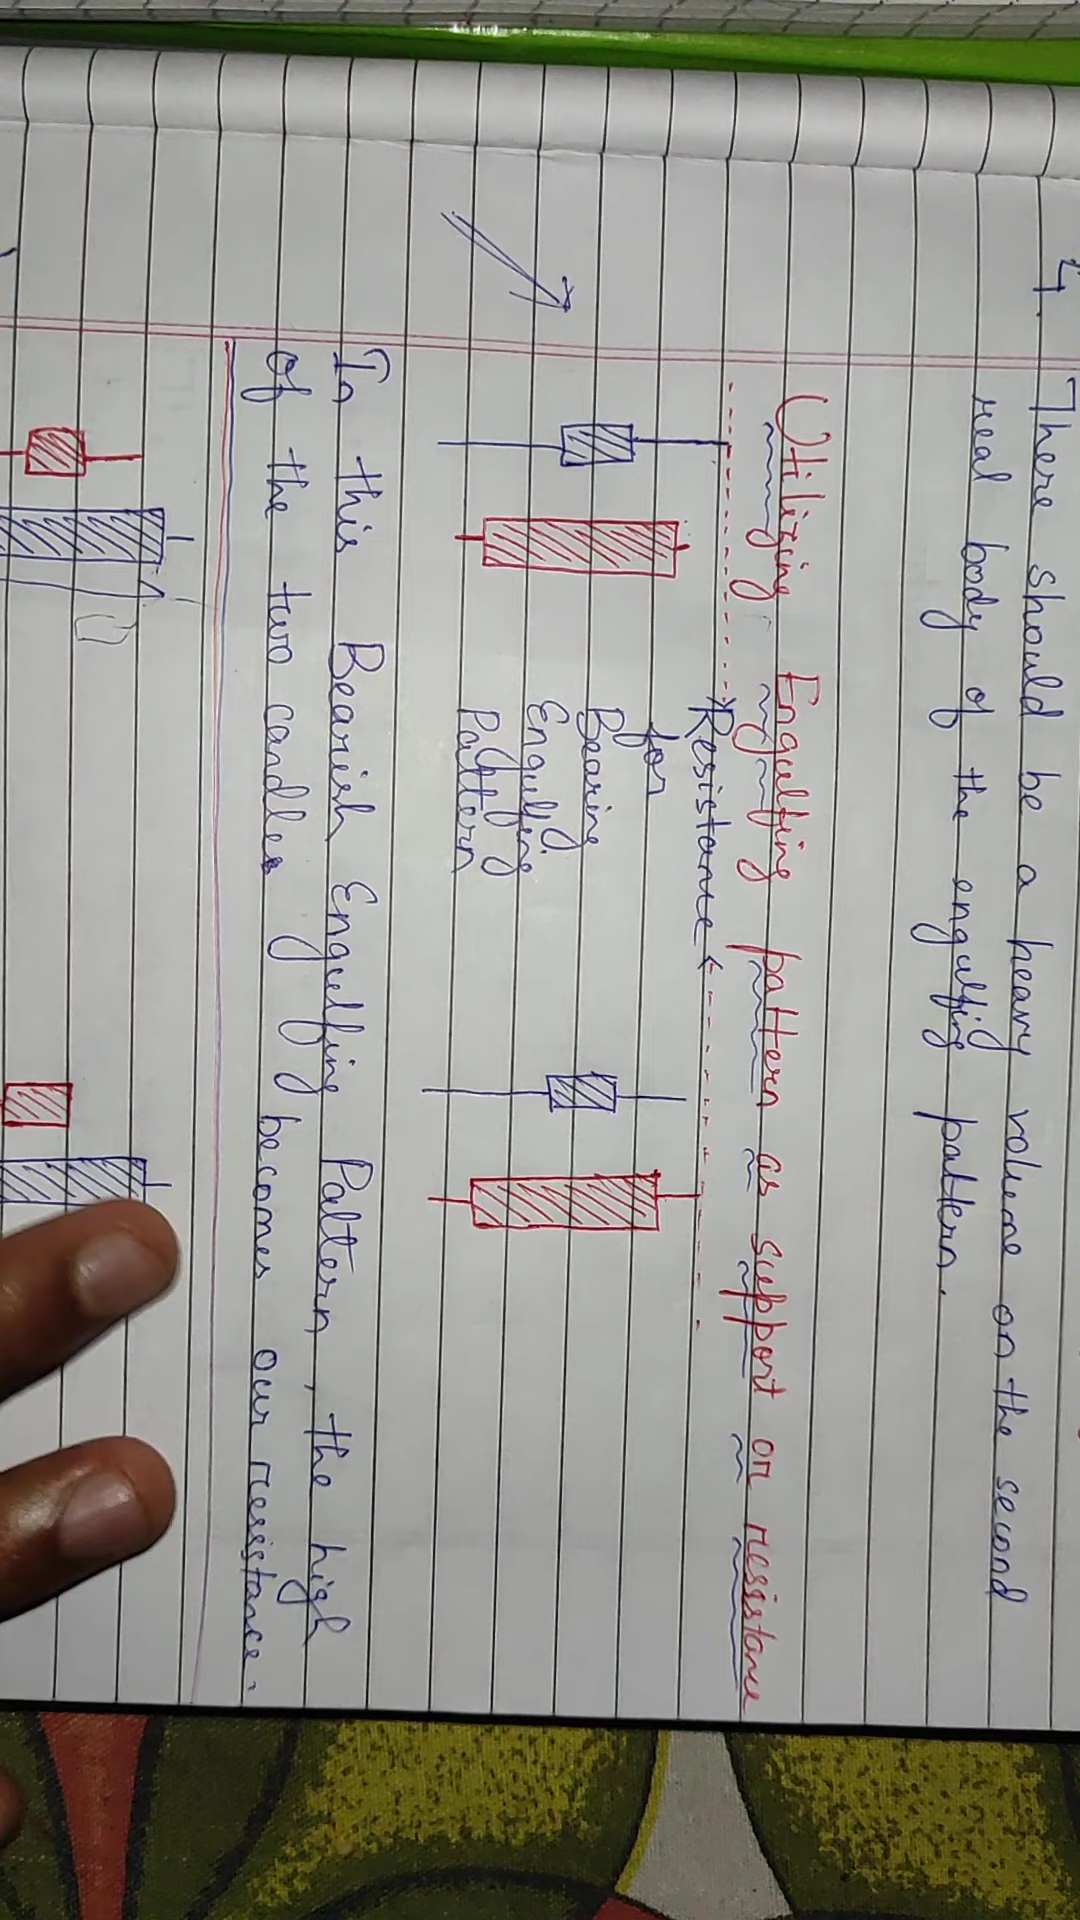 4. There should be a heavy volume on the second
real body of the engulfing pattern.
Utilizing Engulfing pattern as support or resistance
Resistance
for
Bearing
Engulfing
Pattern
In this Bearish Engulfing Pattern, the high
of the two candles becomes our resistance.